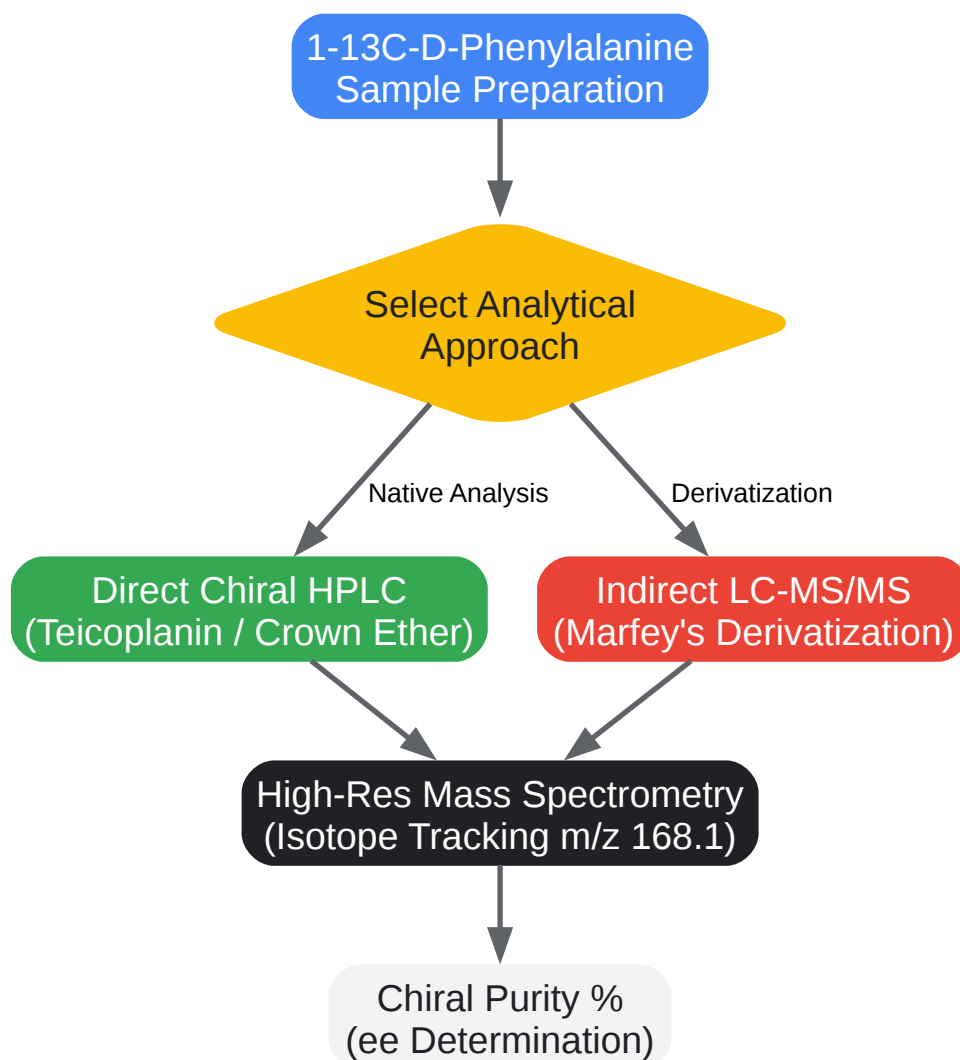 1-13C-D-Phenylalanine
Sample Preparation
Select Analytical
Approach
Native Analysis
Derivatization
Direct Chiral HPLC
(Teicoplanin / Crown Ether)
Indirect LC-MS/MS
(Marfey's Derivatization)
High-Res Mass Spectrometry
(Isotope Tracking m/z 168.1)
Chiral Purity %
(ee Determination)